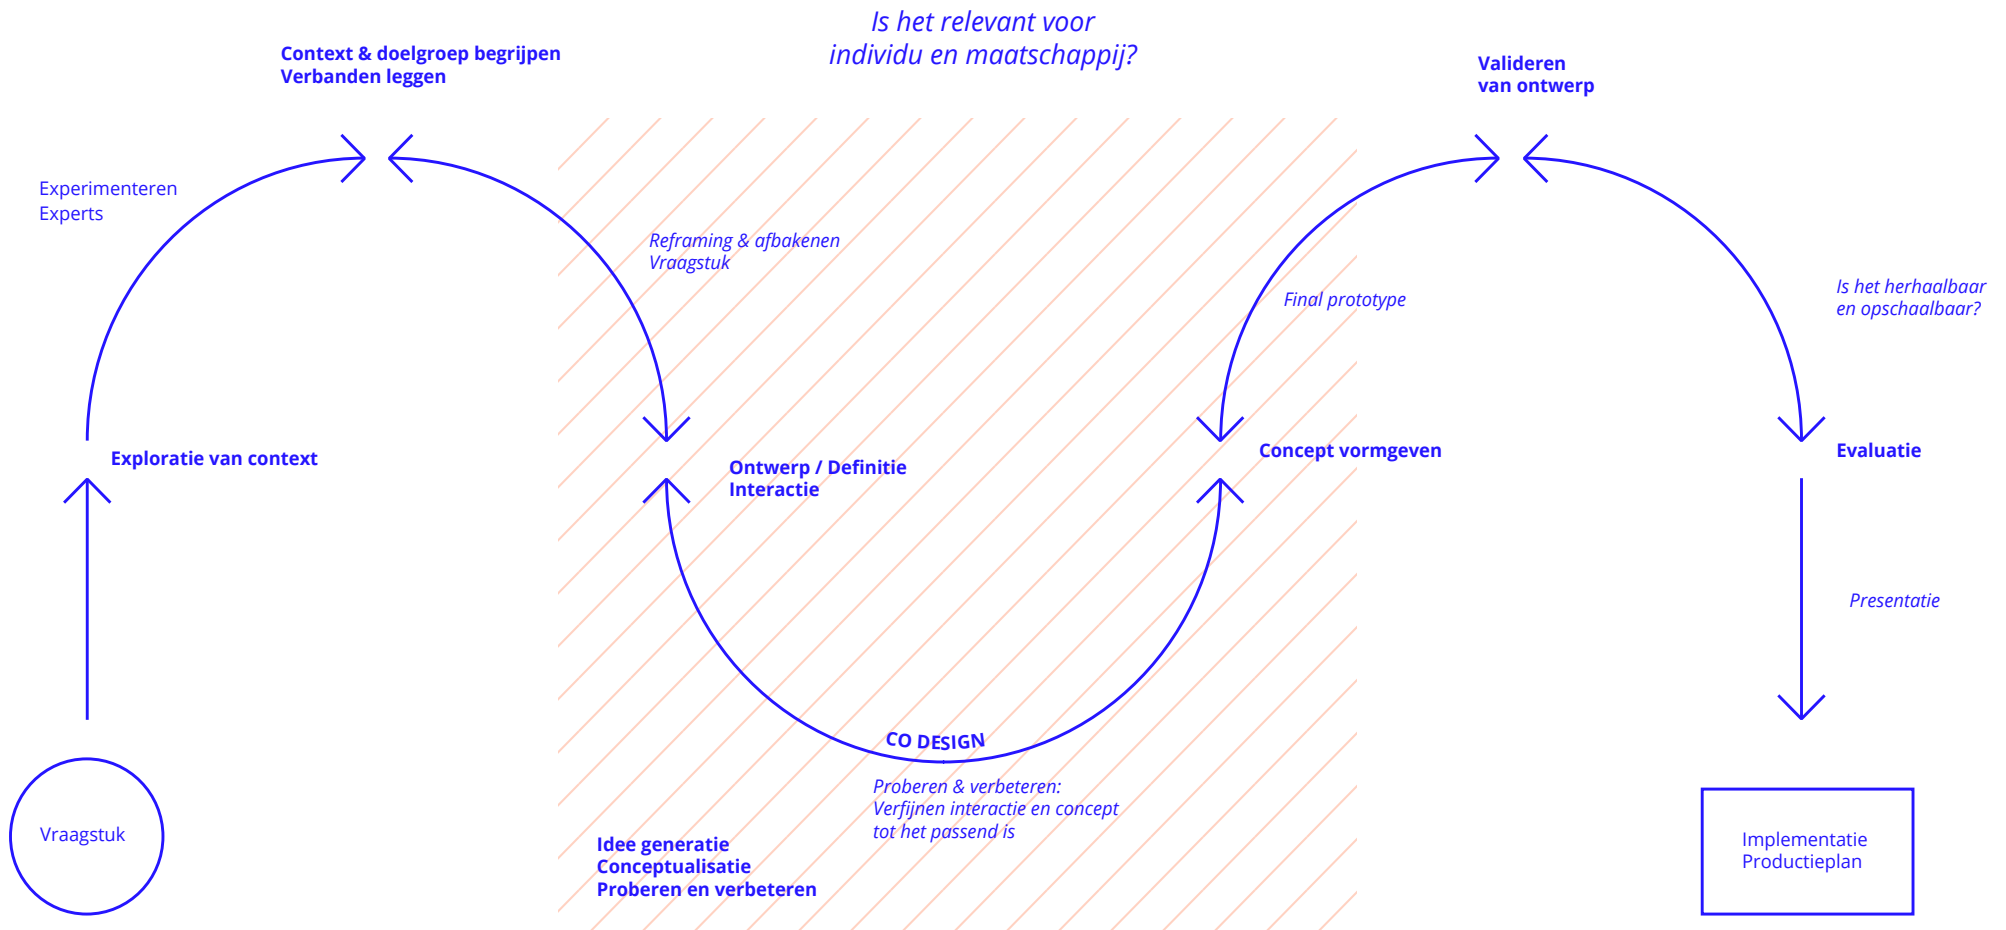 Is het relevant voor
individu en maatschappij?
Context & doelgroep begrijpen
Verbanden leggen
Valideren
van ontwerp
Experimenteren
Experts
Reframing & afbakenen
Vraagstuk
Final prototype
Is het herhaalbaar
en opschaalbaar?
Exploratie van context
Ontwerp / Definitie
Interactie
Concept vormgeven
Evaluatie
Presentatie
CO DESIGN
Proberen & verbeteren:
Verfijnen interactie en concept
tot het passend is
Vraagstuk
Idee generatie
Conceptualisatie
Proberen en verbeteren
Implementatie
Productieplan